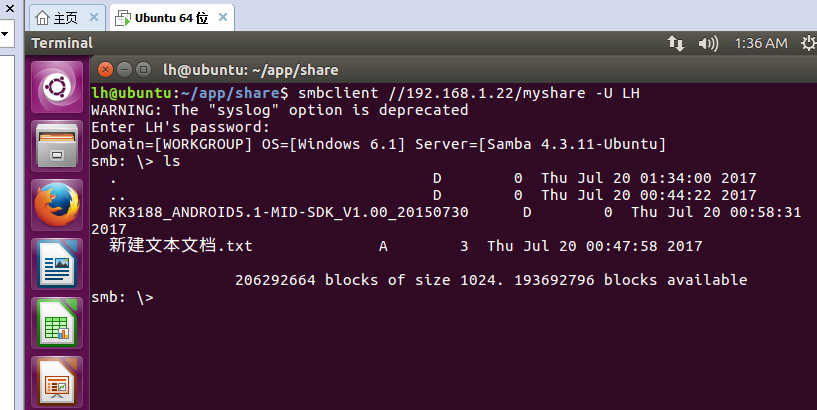 主页
Ubuntu 64 位
Terminal
1:36 AM
lh@ubuntu: ~/app/share
lh@ubuntu:~/app/share$ smbclient //192.168.1.22/myshare -U LH
WARNING: The "syslog" option is deprecated
Enter LH's password:
Domain=[WORKGROUP] OS=[Windows 6.1] Server=[Samba 4.3.11-Ubuntu]
smb: \> ls
. D 0 Thu Jul 20 01:34:00 2017
.. D 0 Thu Jul 20 00:44:22 2017
RK3188_ANDROID5.1-MID-SDK_V1.00_20150730 D 0 Thu Jul 20 00:58:31
2017
新建文本文档.txt A 3 Thu Jul 20 00:47:58 2017
206292664 blocks of size 1024. 193692796 blocks available
smb: \>